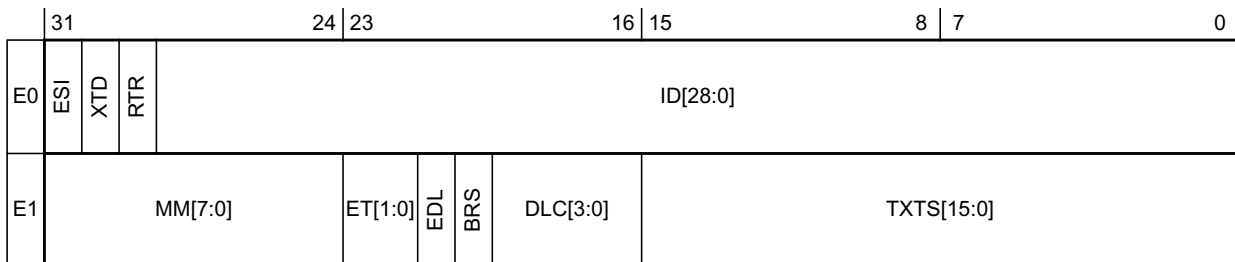 31 24 23 16 15 8 7 0
E0 ESI XTD RTR ID[28:0]
E1 MM[7:0] ET[1:0] EDL BRS DLC[3:0] TXTS[15:0]